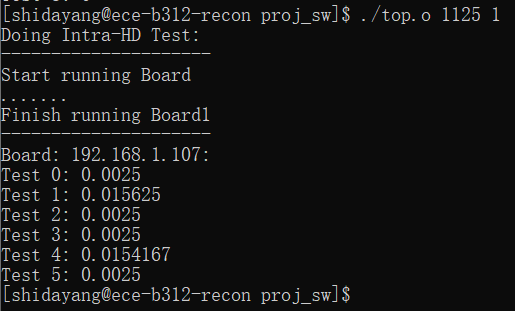 [shidayang@ece-b312-recon proj_sw]$ ./top.o 1125 1
Doing Intra-HD Test:
---------------------
Start running Board
.......
Finish running Board1
---------------------
Board: 192.168.1.107:
Test 0: 0.0025
Test 1: 0.015625
Test 2: 0.0025
Test 3: 0.0025
Test 4: 0.0154167
Test 5: 0.0025
[shidayang@ece-b312-recon proj_sw]$